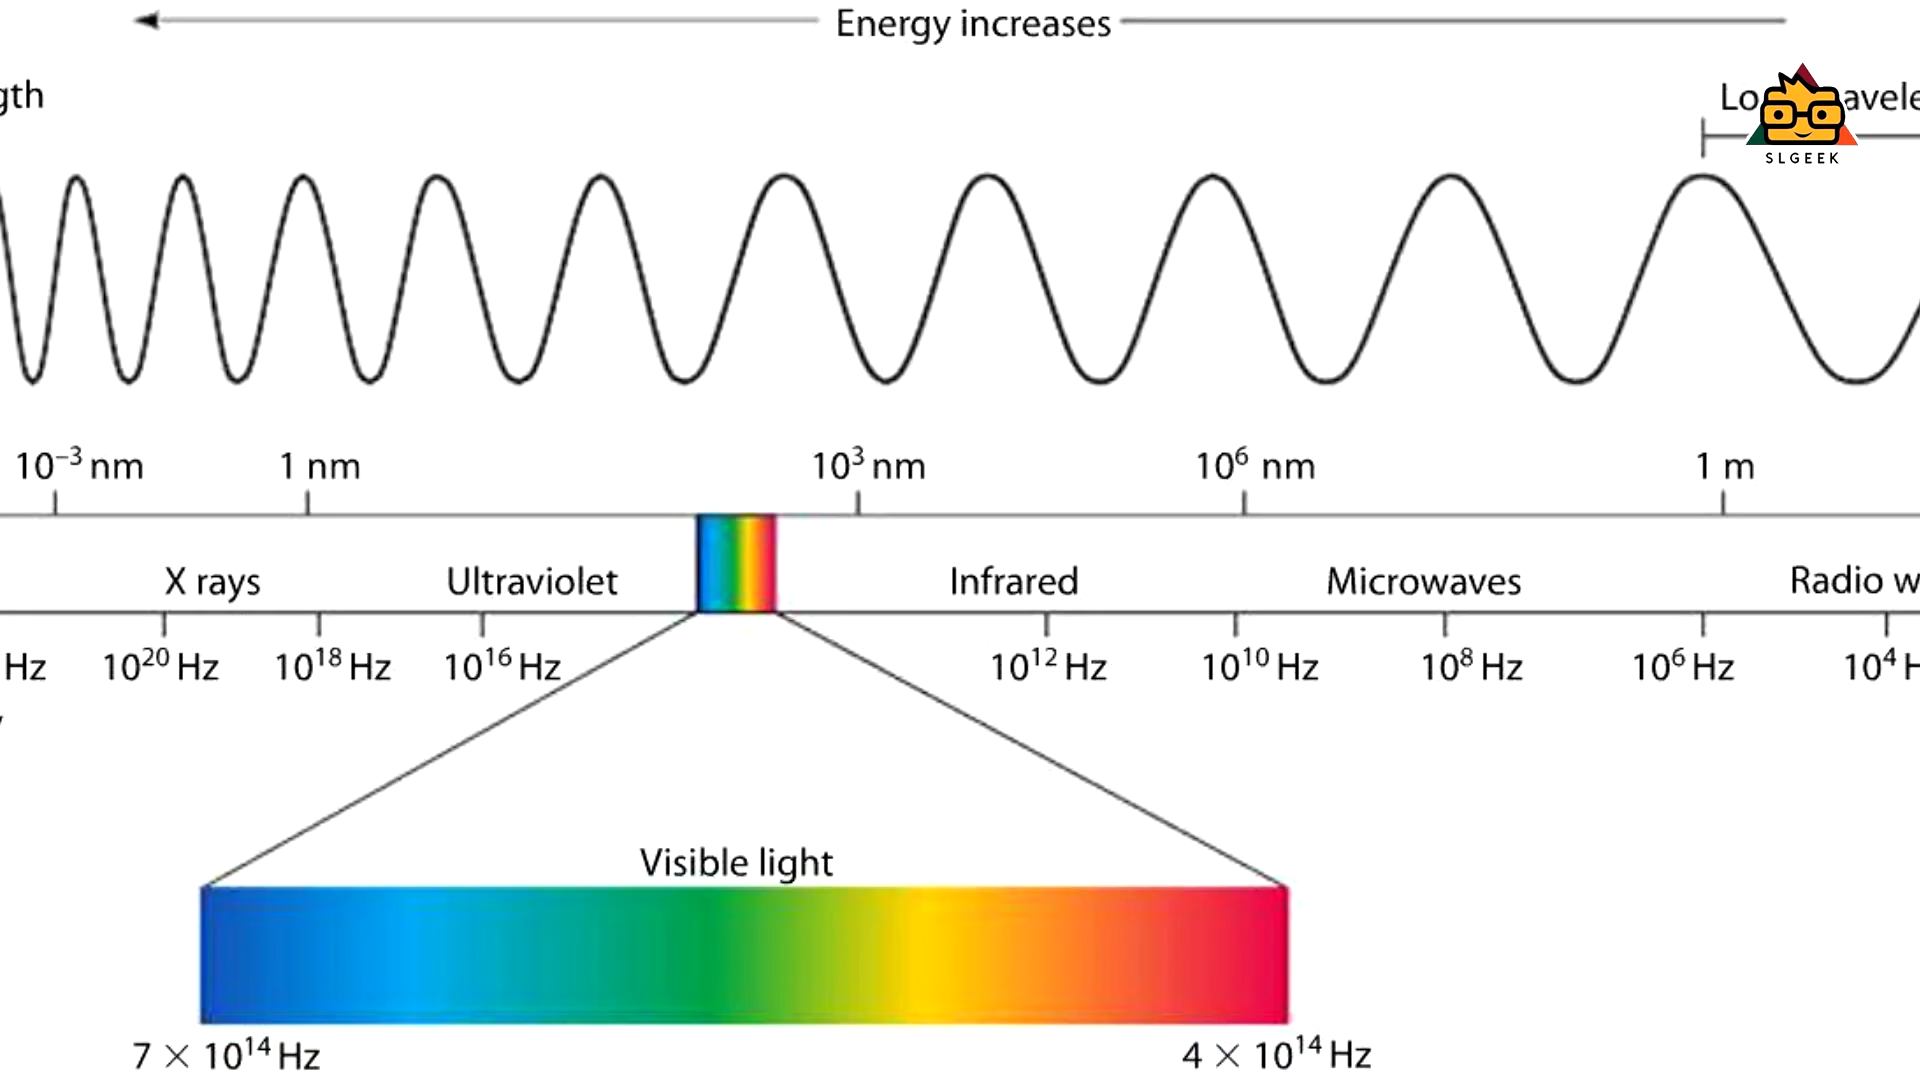 Energy increases
gth
Lo avele
SLGEEK
10⁻³ nm 1 nm 10³ nm 10⁶ nm 1 m
X rays Ultraviolet Infrared Microwaves Radio w
Hz 10²⁰ Hz 10¹⁸ Hz 10¹⁶ Hz 10¹² Hz 10¹⁰ Hz 10⁸ Hz 10⁶ Hz 10⁴ H
Visible light
7 × 10¹⁴ Hz 4 × 10¹⁴ Hz